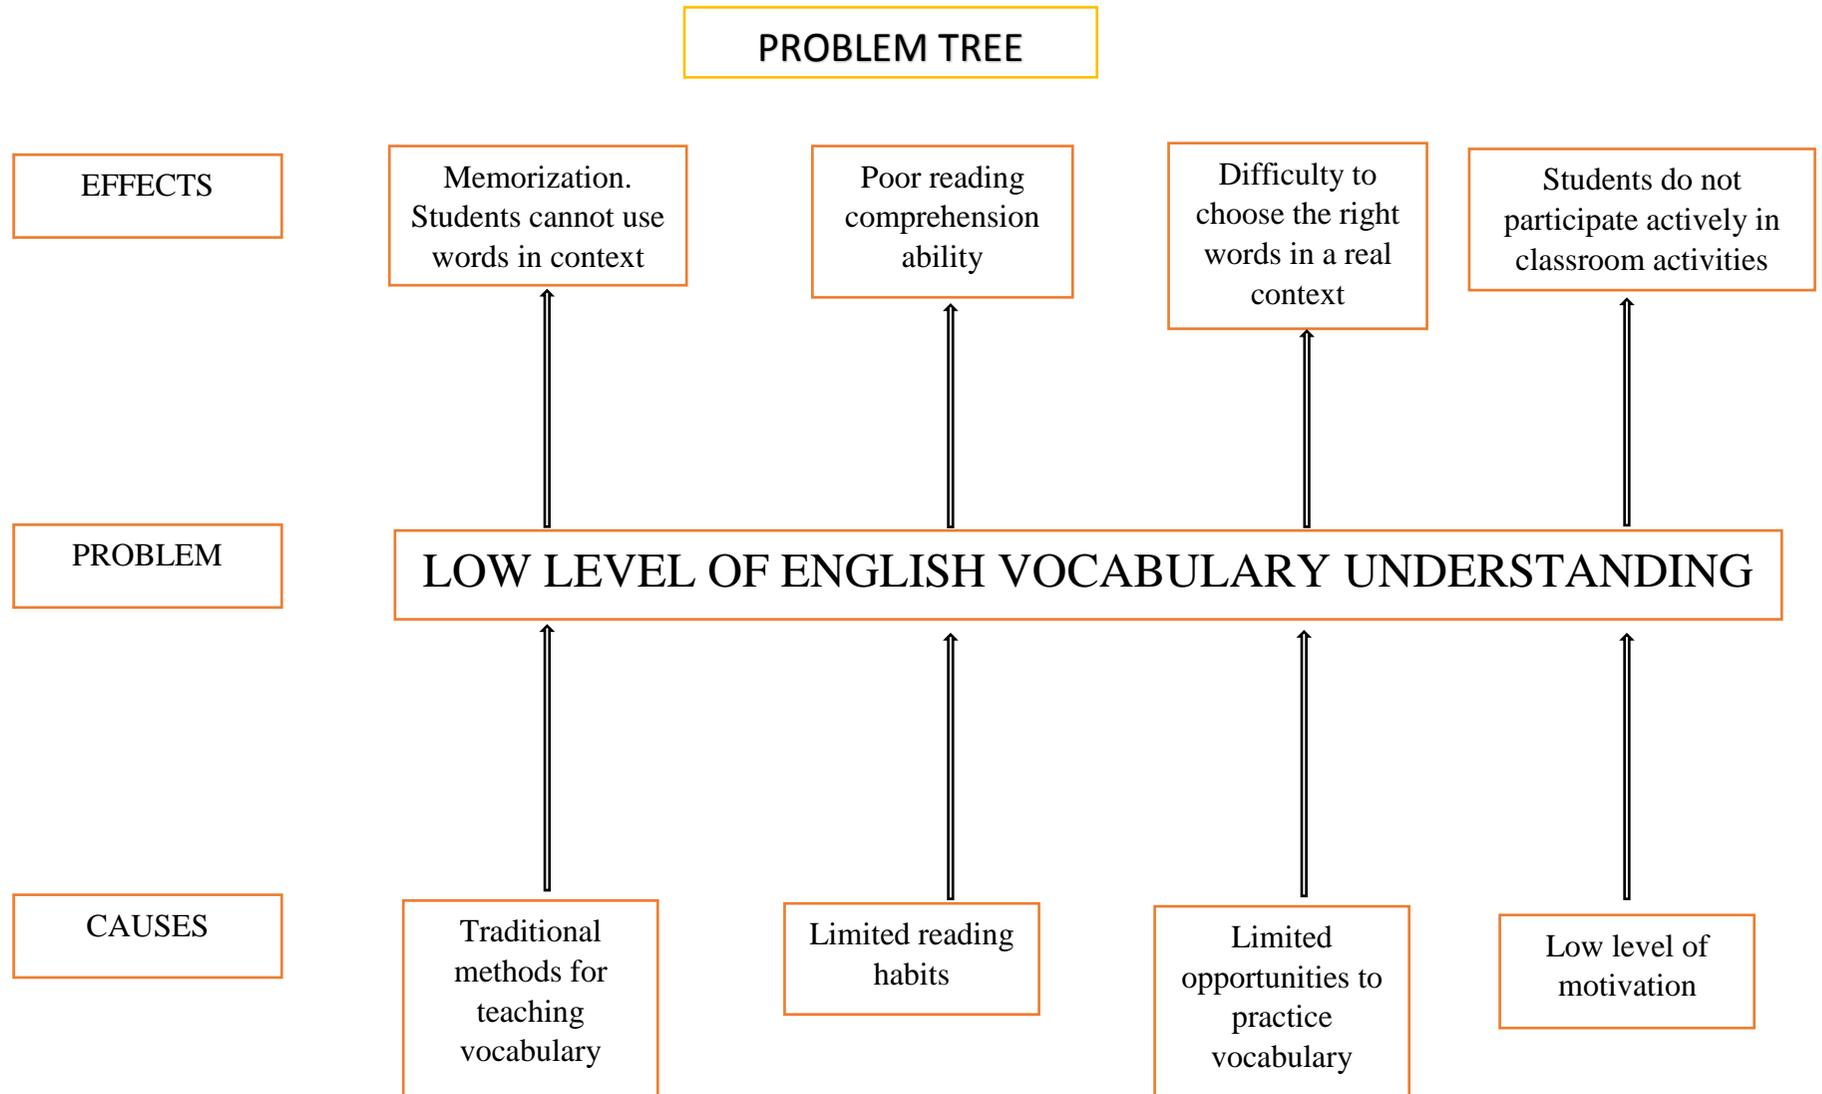 PROBLEM TREE
EFFECTS
Memorization.
Students cannot use
words in context
Poor reading
comprehension
ability
Difficulty to
choose the right
words in a real
context
Students do not
participate actively in
classroom activities
PROBLEM
LOW LEVEL OF ENGLISH VOCABULARY UNDERSTANDING
CAUSES
Traditional
methods for
teaching
vocabulary
Limited reading
habits
Limited
opportunities to
practice
vocabulary
Low level of
motivation